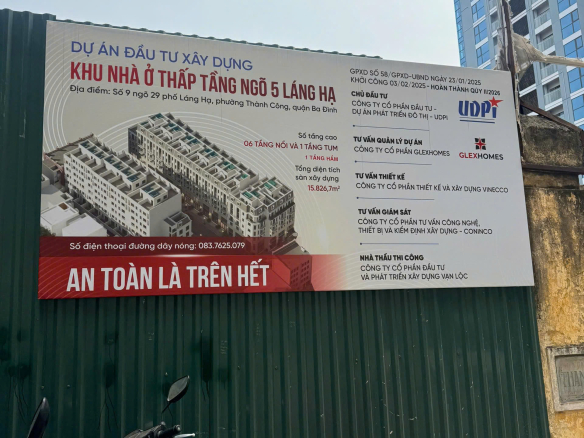 DỰ ÁN ĐẦU TƯ XÂY DỰNG
KHU NHÀ Ở THẤP TẦNG NGÕ 5 LÁNG HẠ
Địa điểm: Số 9 ngõ 29 phố Láng Hạ, phường Thành Công, quận Ba Đình
Số tầng cao
06 TẦNG NỔI VÀ 1 TẦNG TUM
1 TẦNG HẦM
Tổng diện tích
sàn xây dựng
15.826,7m²
Số điện thoại đường dây nóng: 083.7625.079
AN TOÀN LÀ TRÊN HẾT
GPXD SỐ 58/GPXD-UBND NGÀY 23/01/2025
KHỞI CÔNG 03/02/2025 - HOÀN THÀNH QUÝ II/2026
CHỦ ĐẦU TƯ
CÔNG TY CỔ PHẦN ĐẦU TƯ -
DỰ ÁN PHÁT TRIỂN ĐÔ THỊ - UDPI
UDPI
TƯ VẤN QUẢN LÝ DỰ ÁN
CÔNG TY CỔ PHẦN GLEXHOMES
GLEXHOMES
TƯ VẤN THIẾT KẾ
CÔNG TY CỔ PHẦN THIẾT KẾ VÀ XÂY DỰNG VINECCO
TƯ VẤN GIÁM SÁT
CÔNG TY CỔ PHẦN TƯ VẤN CÔNG NGHỆ,
THIẾT BỊ VÀ KIỂM ĐỊNH XÂY DỰNG - CONINCO
NHÀ THẦU THI CÔNG
CÔNG TY CỔ PHẦN ĐẦU TƯ
VÀ PHÁT TRIỂN XÂY DỰNG VẠN LỘC